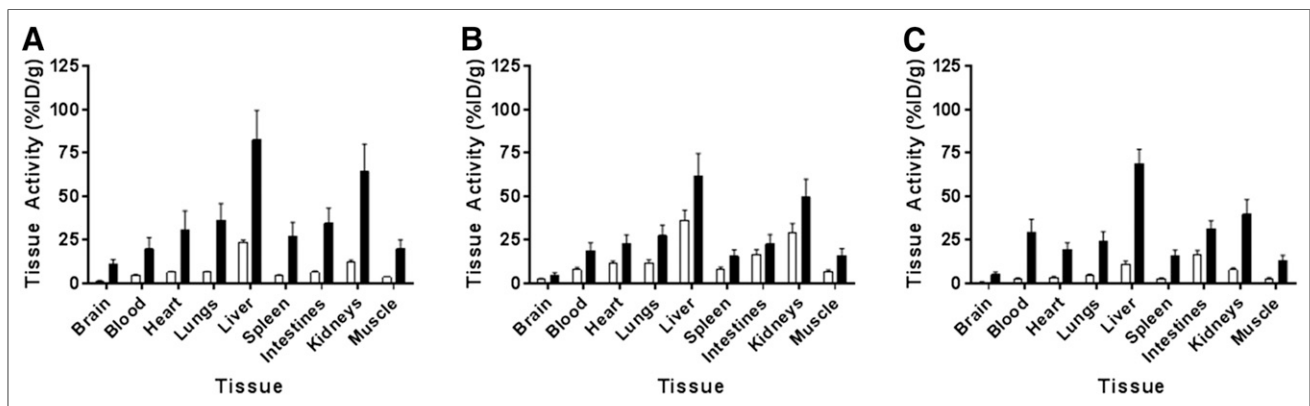 A
Tissue Activity (%ID/g)
125
100
75
50
25
0
Brain
Blood
Heart
Lungs
Liver
Spleen
Intestines
Kidneys
Muscle
Tissue
B
Tissue Activity (%ID/g)
125
100
75
50
25
0
Brain
Blood
Heart
Lungs
Liver
Spleen
Intestines
Kidneys
Muscle
Tissue
C
Tissue Activity (%ID/g)
125
100
75
50
25
0
Brain
Blood
Heart
Lungs
Liver
Spleen
Intestines
Kidneys
Muscle
Tissue